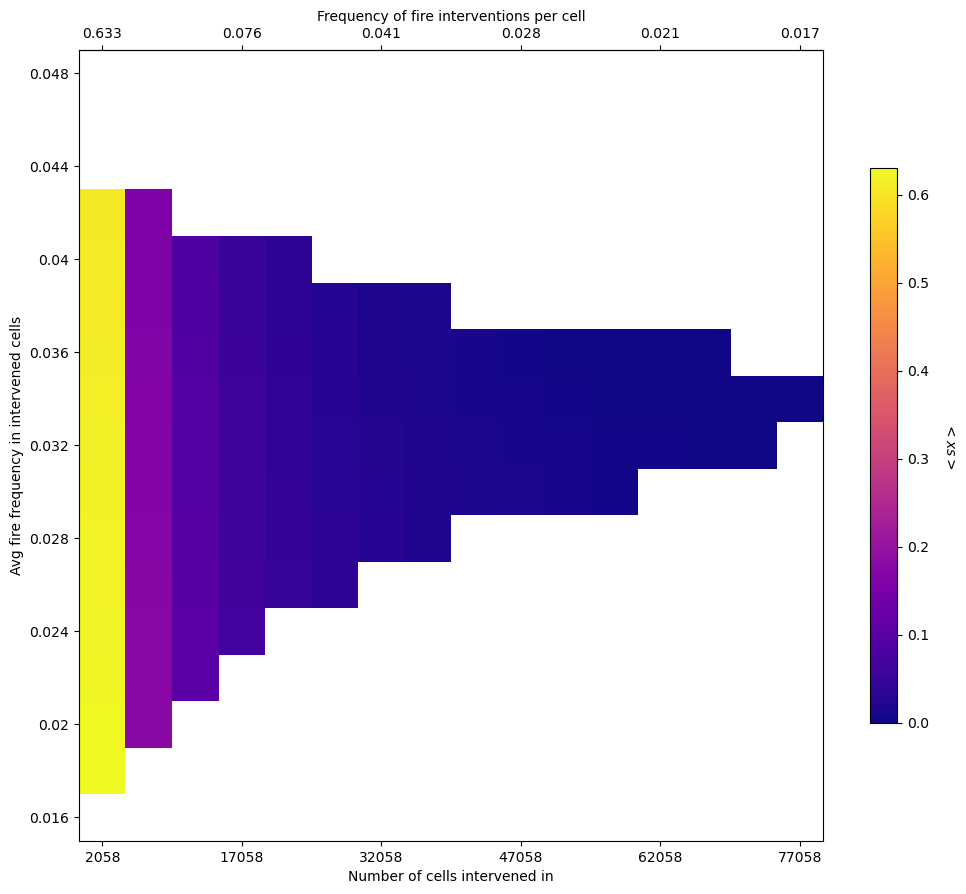 Frequency of fire interventions per cell
0.633 0.076 0.041 0.028 0.021 0.017
0.048
0.044
0.04
0.036
0.032
0.028
0.024
0.02
0.016
Avg fire frequency in intervened cells
2058 17058 32058 47058 62058 77058
Number of cells intervened in
0.6
0.5
0.4
0.3
0.2
0.1
0.0
< sx >